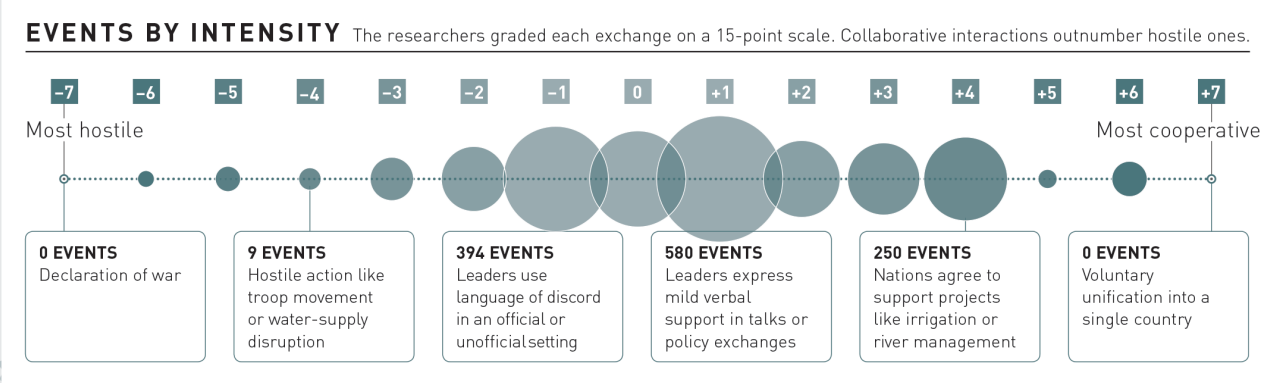 EVENTS BY INTENSITY The researchers graded each exchange on a 15-point scale. Collaborative interactions outnumber hostile ones.
−7 −6 −5 −4 −3 −2 −1 0 +1 +2 +3 +4 +5 +6 +7
Most hostile
Most cooperative
0 EVENTS
Declaration of war
9 EVENTS
Hostile action like
troop movement
or water-supply
disruption
394 EVENTS
Leaders use
language of discord
in an official or
unofficial setting
580 EVENTS
Leaders express
mild verbal
support in talks or
policy exchanges
250 EVENTS
Nations agree to
support projects
like irrigation or
river management
0 EVENTS
Voluntary
unification into a
single country